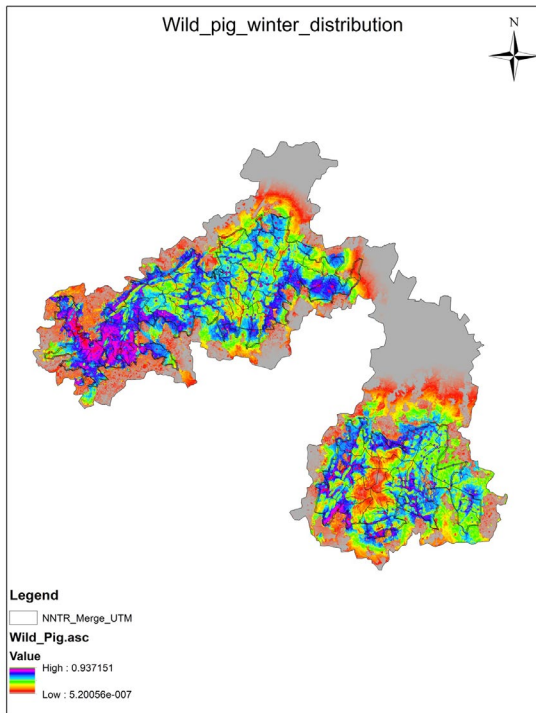 Wild_pig_winter_distribution
N
Legend
NNTR_Merge_UTM
Wild_Pig.asc
Value
High : 0.937151
Low : 5.20056e-007